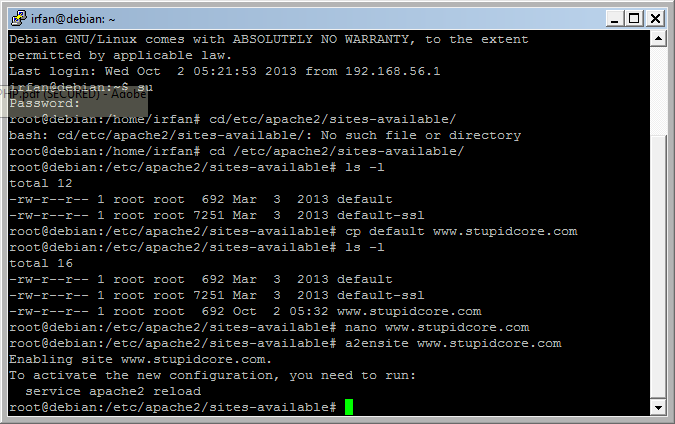 irfan@debian: ~
Debian GNU/Linux comes with ABSOLUTELY NO WARRANTY, to the extent
permitted by applicable law.
Last login: Wed Oct  2 05:21:53 2013 from 192.168.56.1
irfan@debian:~$ su
PHP.pdf (SECURED) - Adobe
Password:
root@debian:/home/irfan# cd/etc/apache2/sites-available/
bash: cd/etc/apache2/sites-available/: No such file or directory
root@debian:/home/irfan# cd /etc/apache2/sites-available/
root@debian:/etc/apache2/sites-available# ls -l
total 12
-rw-r--r-- 1 root root  692 Mar  3  2013 default
-rw-r--r-- 1 root root 7251 Mar  3  2013 default-ssl
root@debian:/etc/apache2/sites-available# cp default www.stupidcore.com
root@debian:/etc/apache2/sites-available# ls -l
total 16
-rw-r--r-- 1 root root  692 Mar  3  2013 default
-rw-r--r-- 1 root root 7251 Mar  3  2013 default-ssl
-rw-r--r-- 1 root root  692 Oct  2 05:32 www.stupidcore.com
root@debian:/etc/apache2/sites-available# nano www.stupidcore.com
root@debian:/etc/apache2/sites-available# a2ensite www.stupidcore.com
Enabling site www.stupidcore.com.
To activate the new configuration, you need to run:
  service apache2 reload
root@debian:/etc/apache2/sites-available#